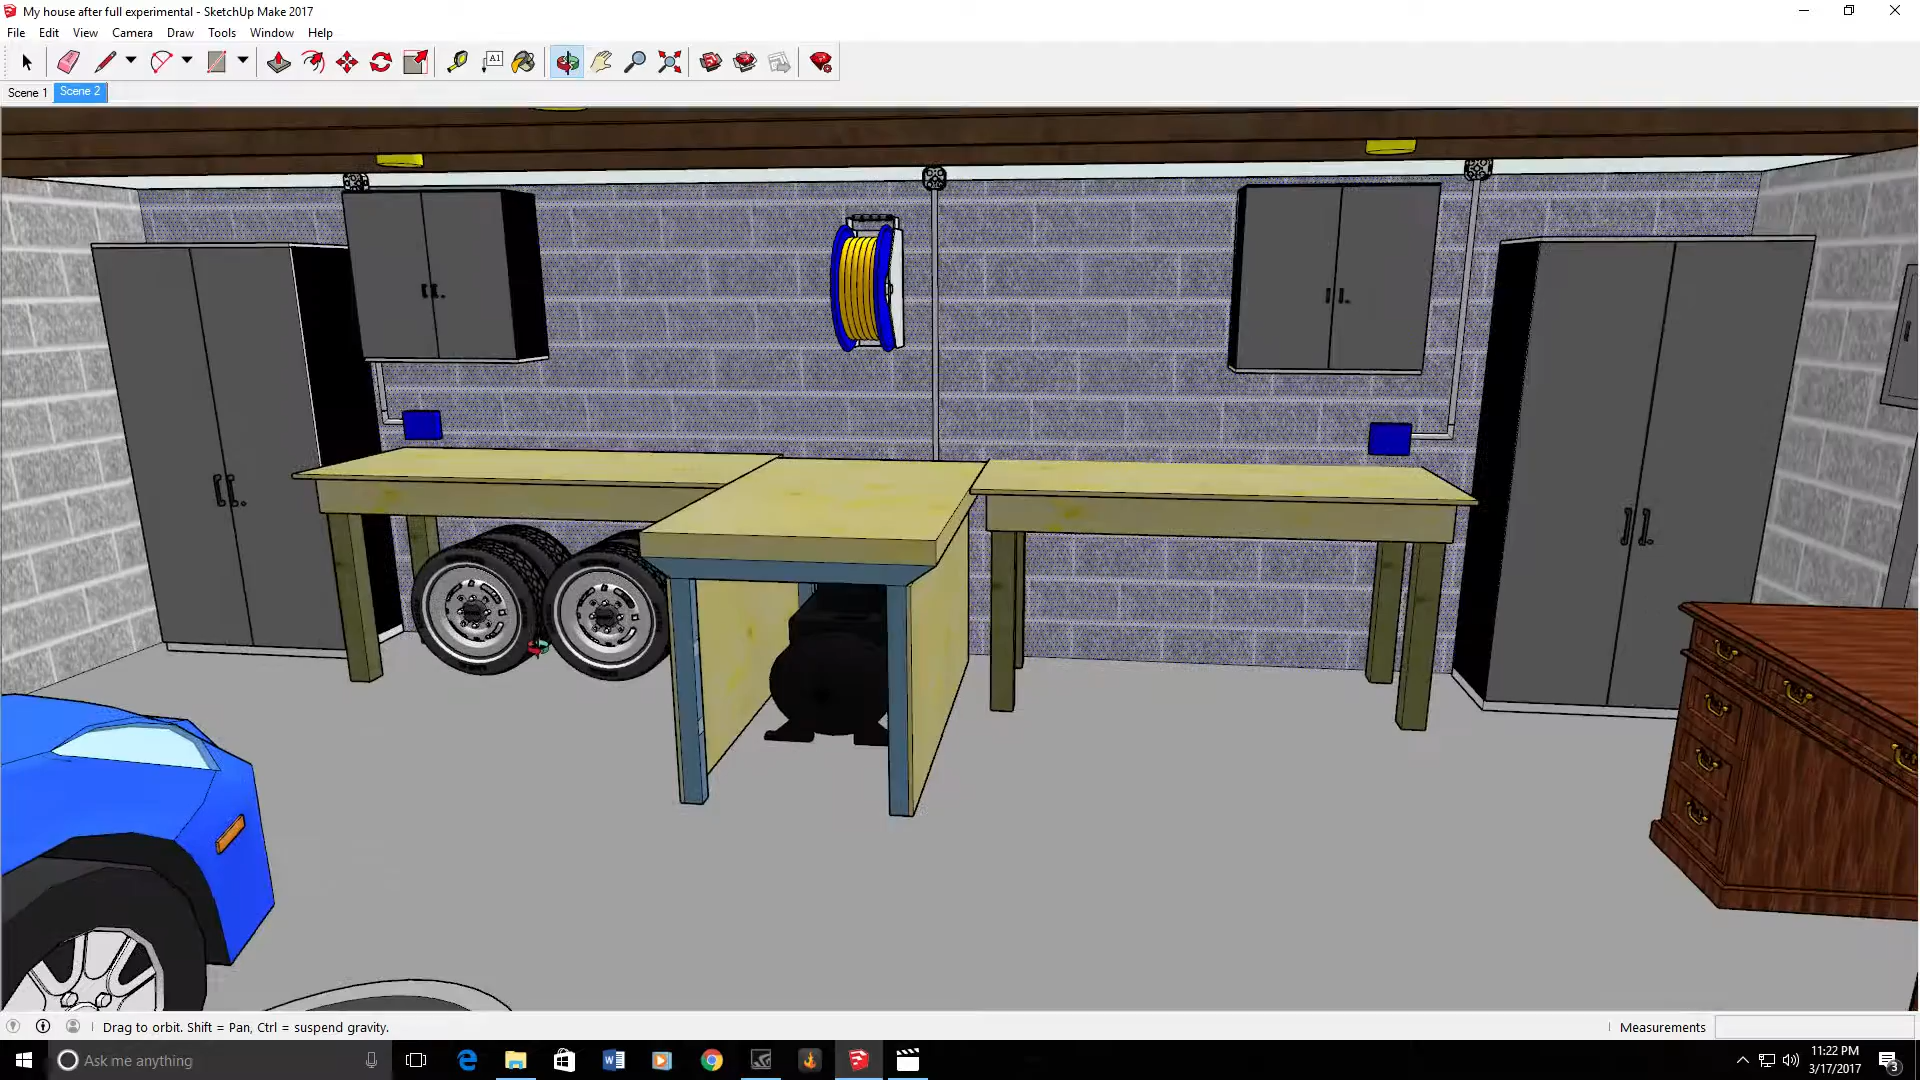 My house after full experimental - SketchUp Make 2017
File Edit View Camera Draw Tools Window Help
A1
Scene 1 Scene 2
Drag to orbit. Shift = Pan, Ctrl = suspend gravity.
Measurements
Ask me anything
11:22 PM
3/17/2017
3